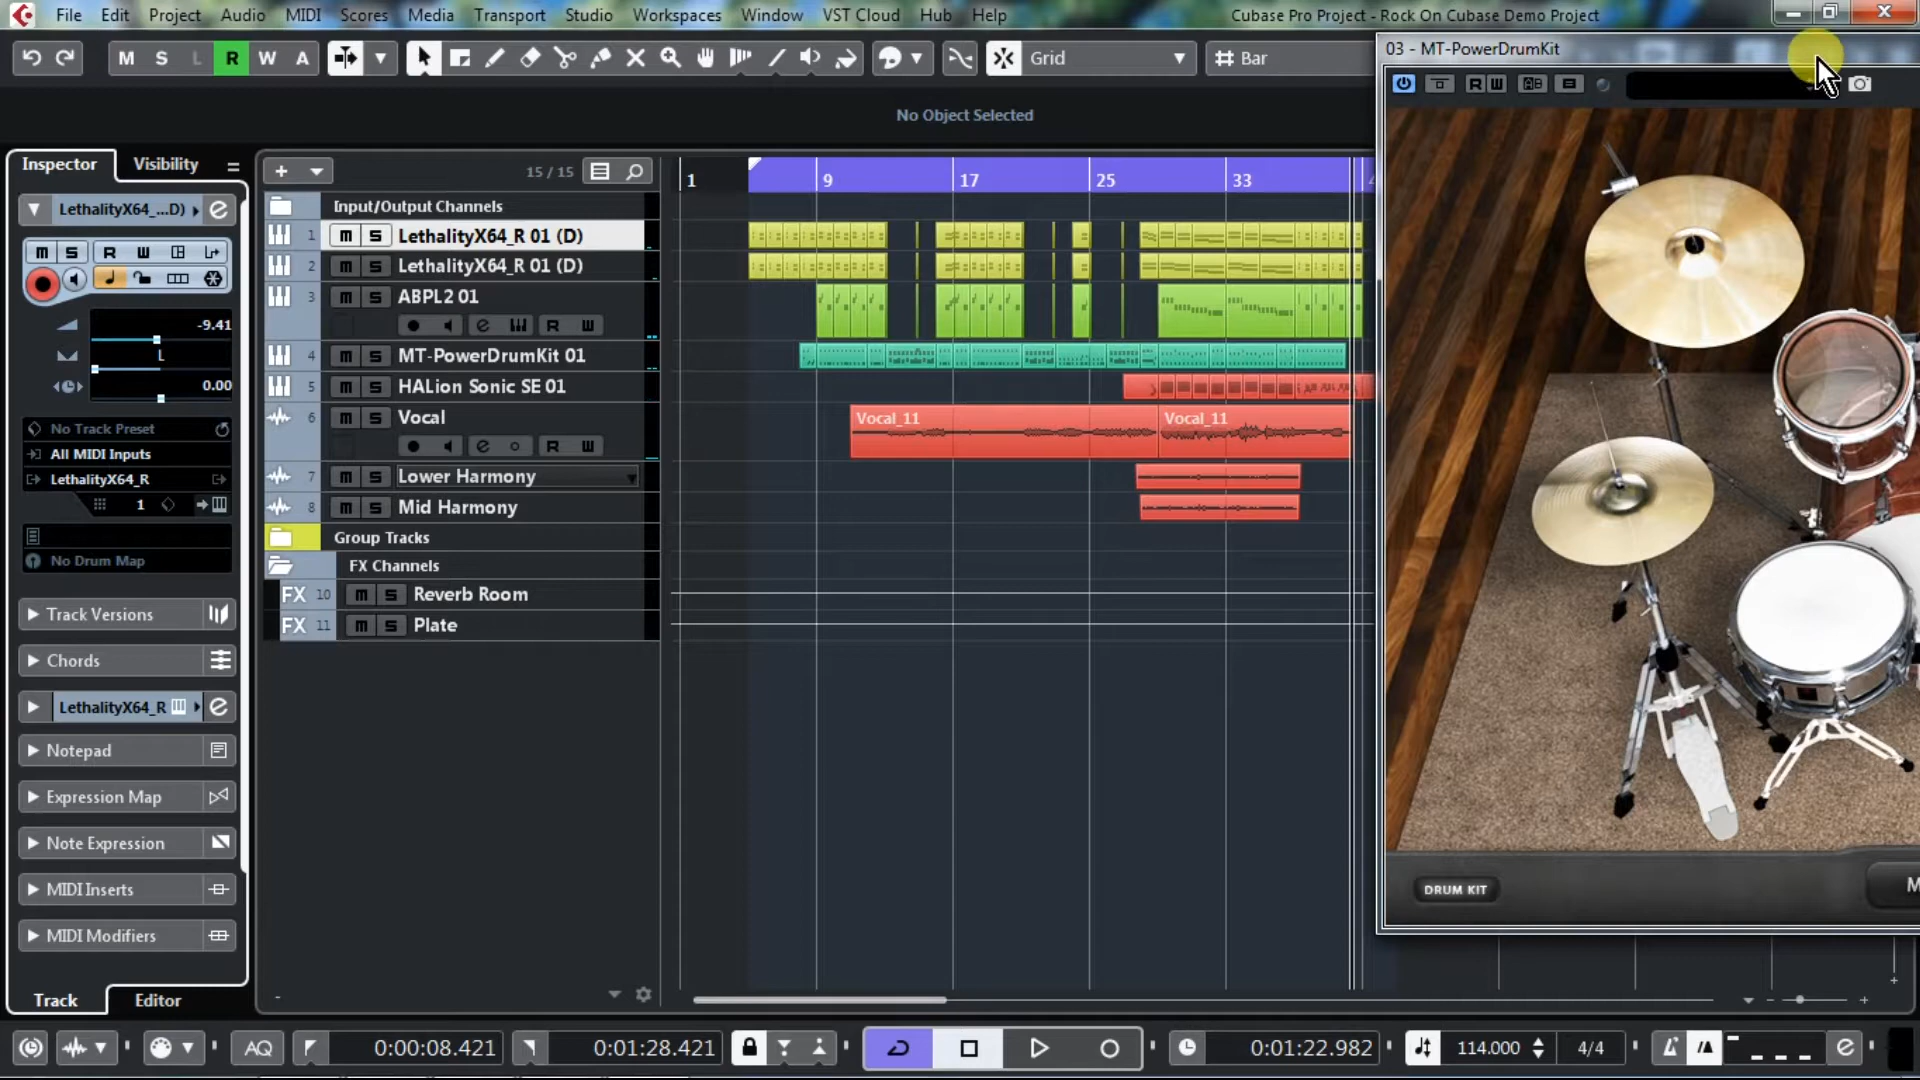 File Edit Project Audio MIDI Scores Media Transport Studio Workspaces Window VST Cloud Hub Help
Cubase Pro Project - Rock On Cubase Demo Project
M S L R W A
Grid
Bar
03 - MT-PowerDrumKit
R W
No Object Selected
Inspector
Visibility
LethalityX64_...D)
M S R W
-9.41
L
0.00
No Track Preset
All MIDI Inputs
LethalityX64_R
1
No Drum Map
Track Versions
Chords
LethalityX64_R
Notepad
Expression Map
Note Expression
MIDI Inserts
MIDI Modifiers
Track
Editor
15 / 15
1 9 17 25 33
Input/Output Channels
1 m S LethalityX64_R 01 (D)
2 m S LethalityX64_R 01 (D)
3 m S ABPL2 01
e R W
4 m S MT-PowerDrumKit 01
5 m S HALion Sonic SE 01
6 m S Vocal
e R W
Vocal_11
Vocal_11
7 m S Lower Harmony
8 m S Mid Harmony
Group Tracks
FX Channels
FX 10 m S Reverb Room
FX 11 m S Plate
DRUM KIT
M
AQ
0:00:08.421
0:01:28.421
0:01:22.982
114.000
4/4